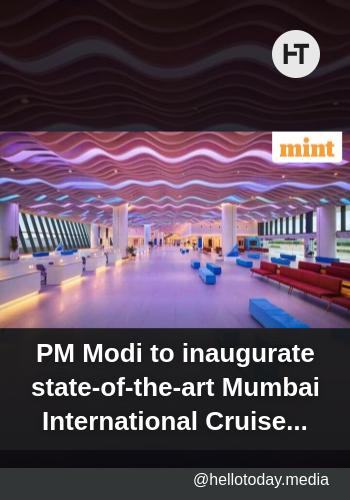 HT
mint
PM Modi to inaugurate
state-of-the-art Mumbai
International Cruise...
@hellotoday.media